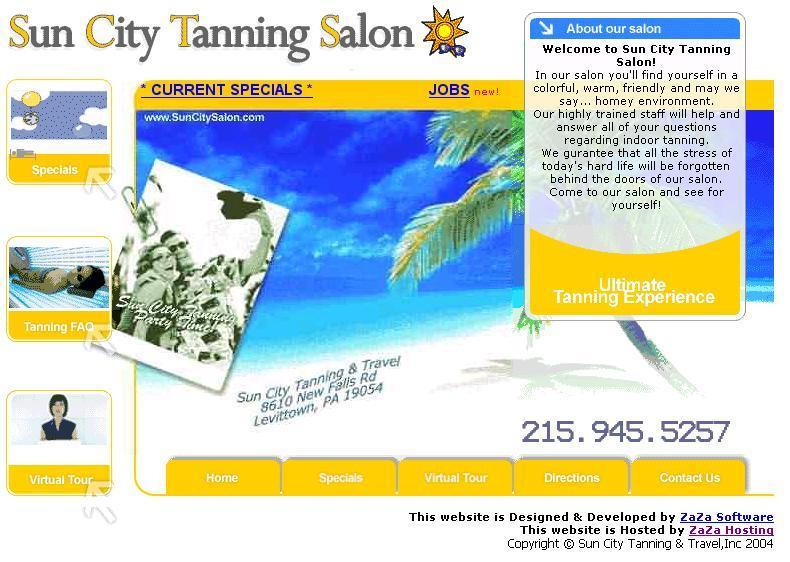 Sun City Tanning Salon
About our salon
Welcome to Sun City Tanning
Salon!
In our salon you'll find yourself in a
colorful, warm, friendly and may we
say... homey environment.
Our highly trained staff will help and
answer all of your questions
regarding indoor tanning.
We gurantee that all the stress of
today's hard life will be forgotten
behind the doors of our salon.
Come to our salon and see for
yourself!
Ultimate
Tanning Experience
* CURRENT SPECIALS *
JOBS new!
www.SunCitySalon.com
Specials
Tanning FAQ
Virtual Tour
Sun City Tanning
Party Time!
Sun City Tanning & Travel
8610 New Falls Rd
Levittown, PA 19054
215.945.5257
Home
Specials
Virtual Tour
Directions
Contact Us
This website is Designed & Developed by ZaZa Software
This website is Hosted by ZaZa Hosting
Copyright © Sun City Tanning & Travel,Inc 2004